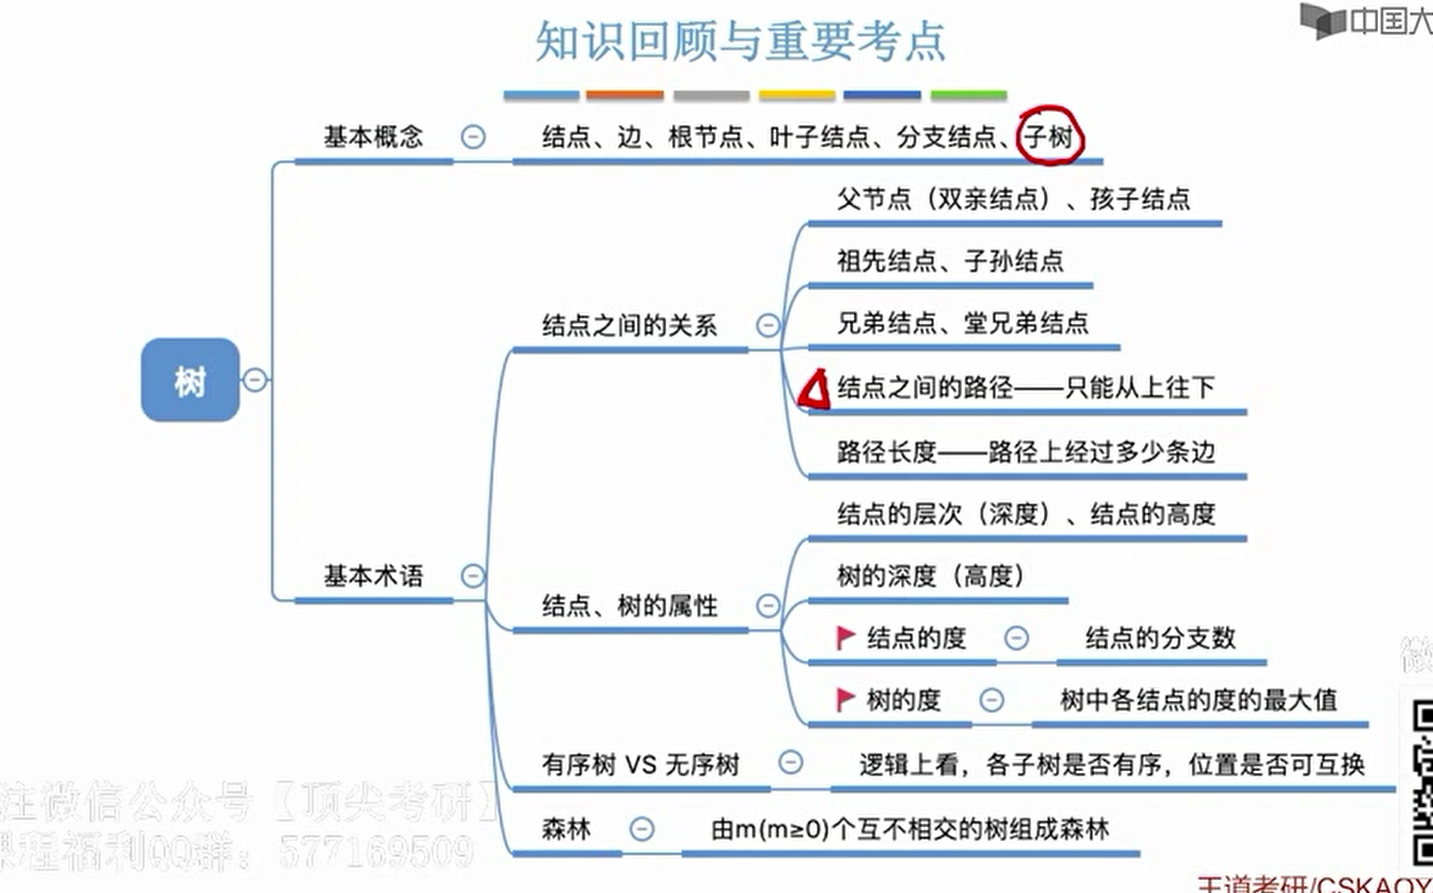 中国大
知识回顾与重要考点
基本概念
结点、边、根节点、叶子结点、分支结点、子树
父节点（双亲结点）、孩子结点
祖先结点、子孙结点
结点之间的关系
兄弟结点、堂兄弟结点
结点之间的路径——只能从上往下
路径长度——路径上经过多少条边
树
基本术语
结点的层次（深度）、结点的高度
树的深度（高度）
结点、树的属性
结点的度
结点的分支数
树的度
树中各结点的度的最大值
有序树 VS 无序树
逻辑上看，各子树是否有序，位置是否可互换
森林
由m(m≥0)个互不相交的树组成森林
微
注微信公众号【顶尖考研】
课程福利QQ群：577169509
王道考研/CSKAOY